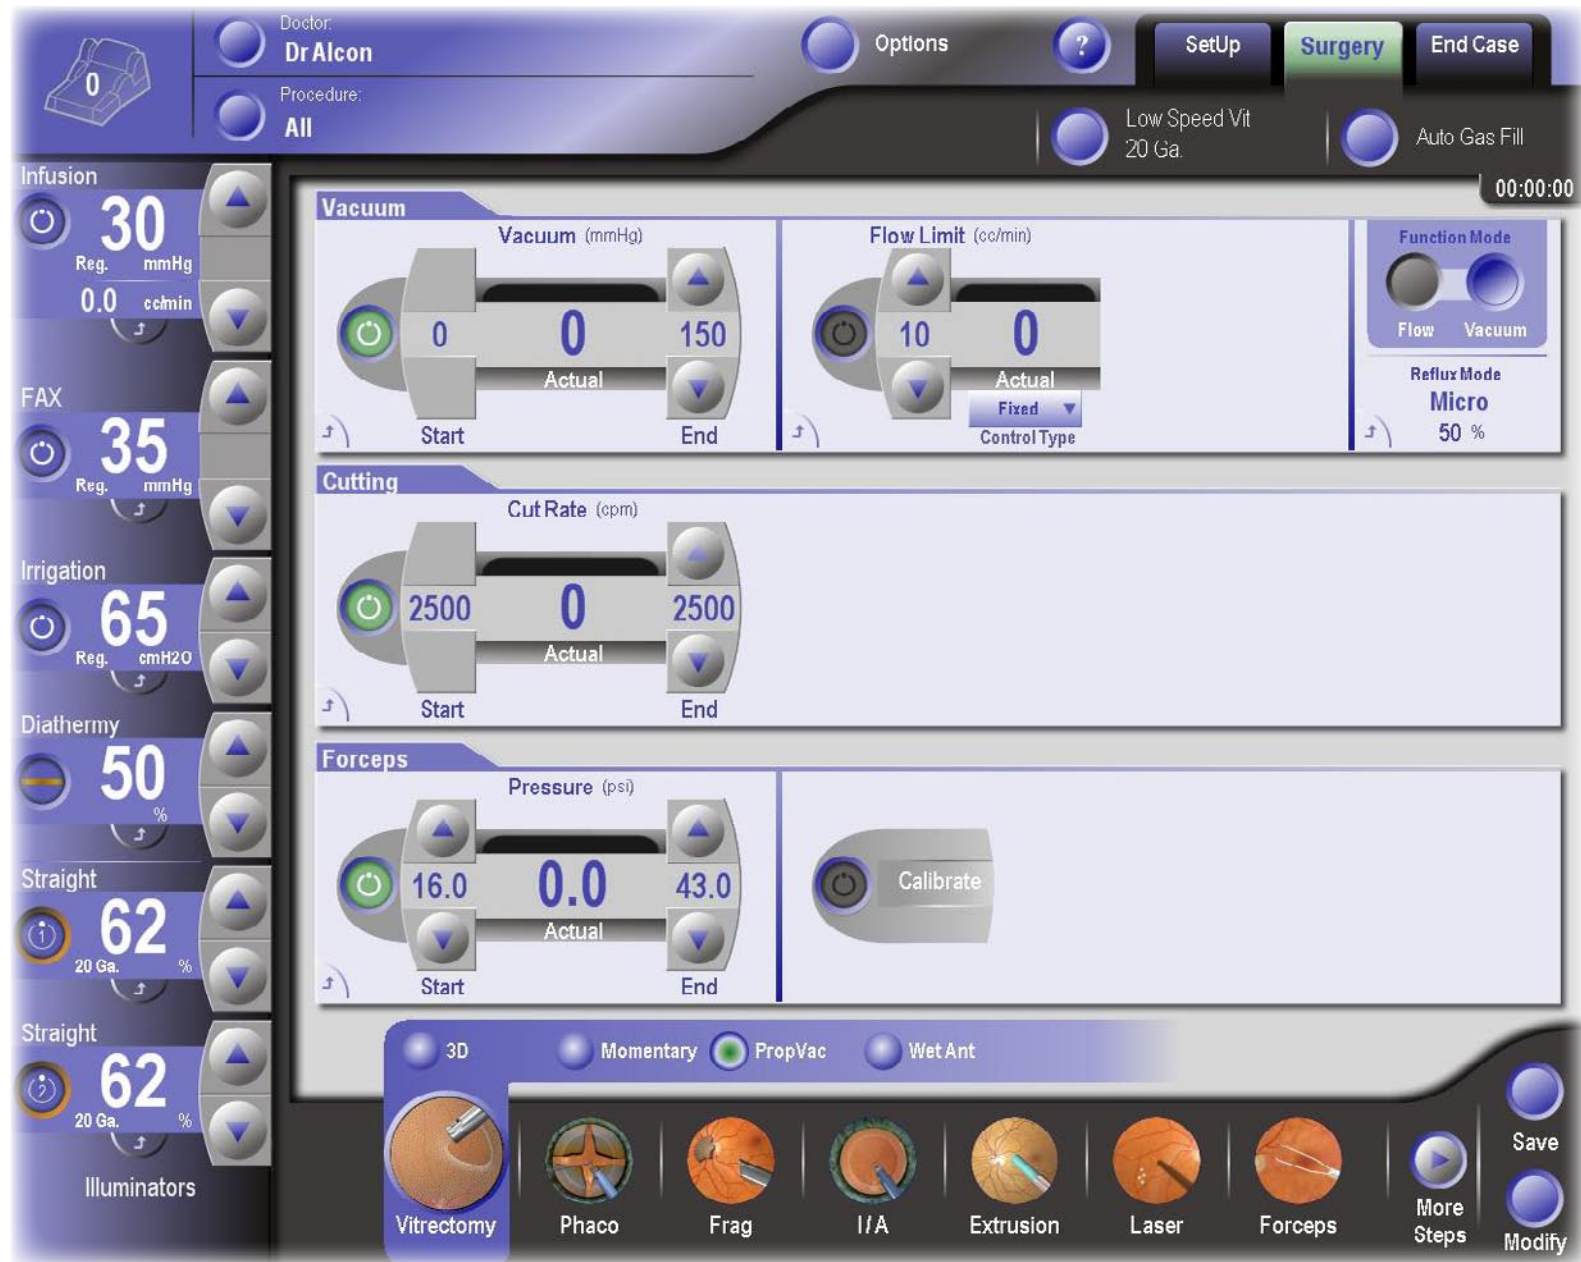 0
Doctor:
Dr Alcon
Procedure:
All
Options
?
SetUp
Surgery
End Case
Low Speed Vit
20 Ga.
Auto Gas Fill
00:00:00
Infusion
30
Reg. mmHg
0.0 cc/min
FAX
35
Reg. mmHg
Irrigation
65
Reg. cmH2O
Diathermy
50
%
Straight
1
62
20 Ga. %
Straight
2
62
20 Ga. %
Illuminators
Vacuum
Vacuum (mmHg)
0 0 150
Actual
Start End
Flow Limit (cc/min)
10 0
Actual
Fixed
Control Type
Function Mode
Flow Vacuum
Reflux Mode
Micro
50 %
Cutting
Cut Rate (cpm)
2500 0 2500
Actual
Start End
Forceps
Pressure (psi)
16.0 0.0 43.0
Actual
Start End
Calibrate
3D Momentary PropVac Wet Ant
Vitrectomy Phaco Frag I/A Extrusion Laser Forceps
More
Steps
Save
Modify